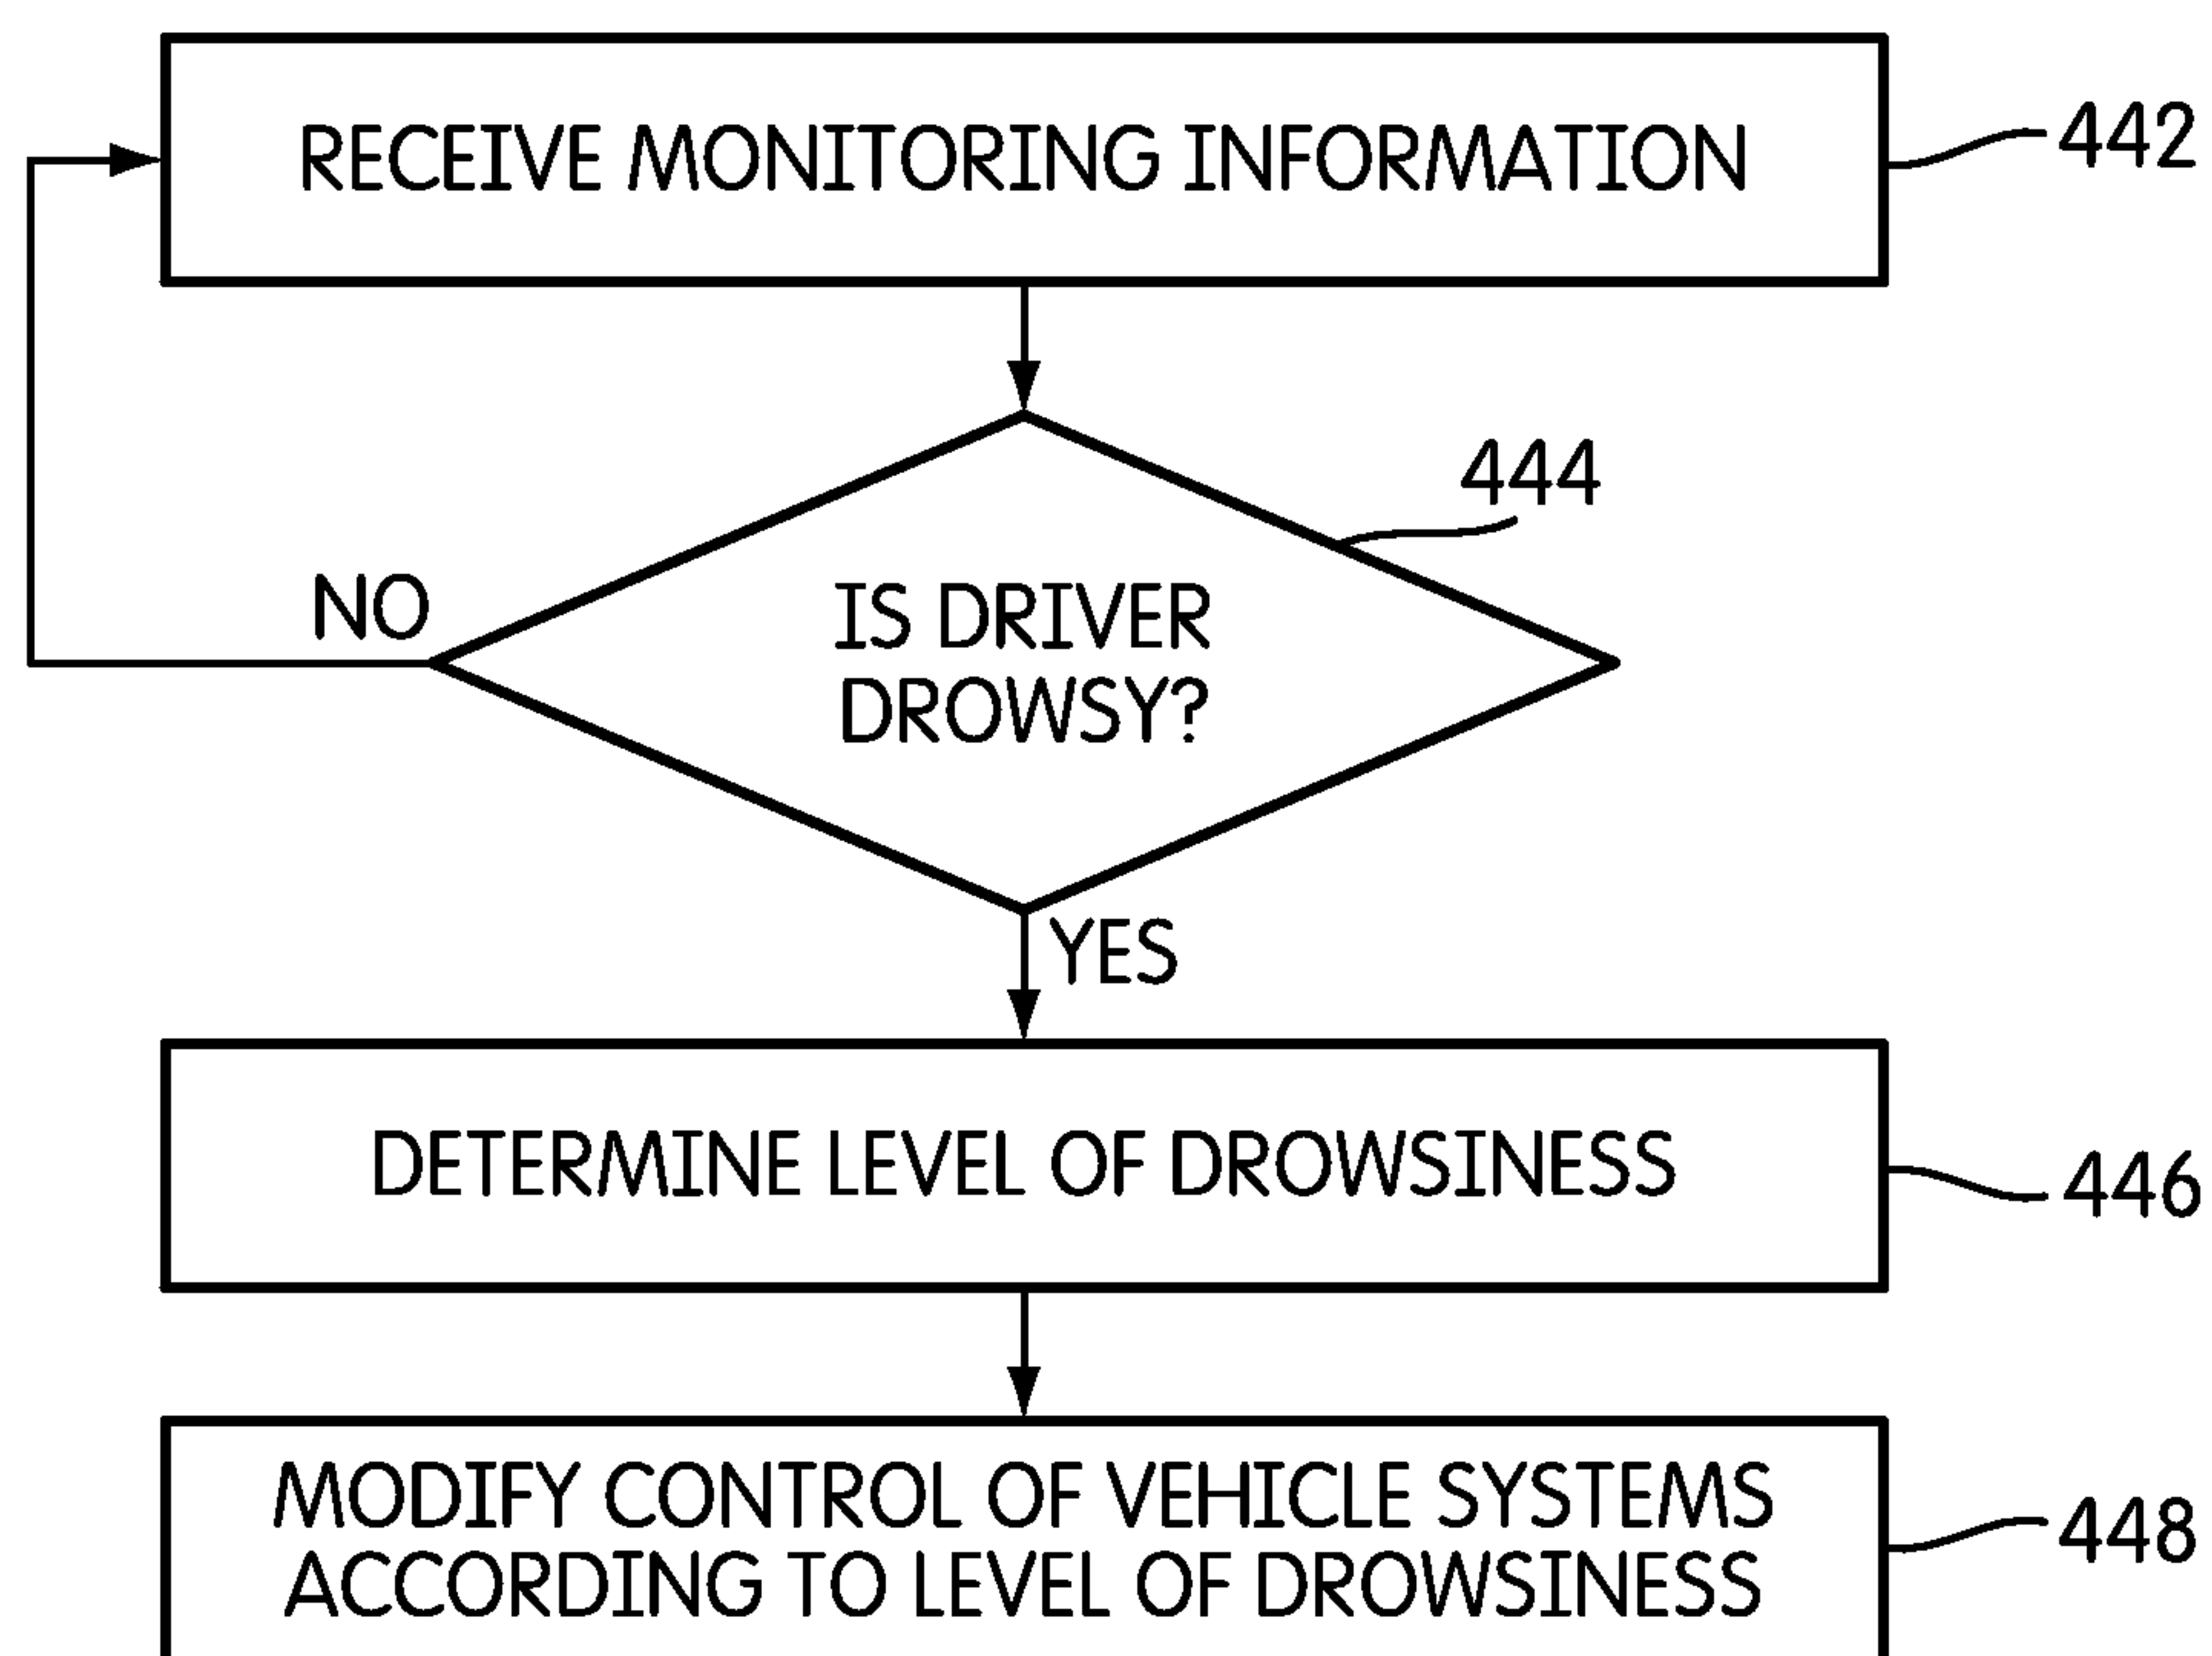 RECEIVE MONITORING INFORMATION
442
444
IS DRIVER
DROWSY?
NO
YES
DETERMINE LEVEL OF DROWSINESS
446
MODIFY CONTROL OF VEHICLE SYSTEMS
ACCORDING TO LEVEL OF DROWSINESS
448